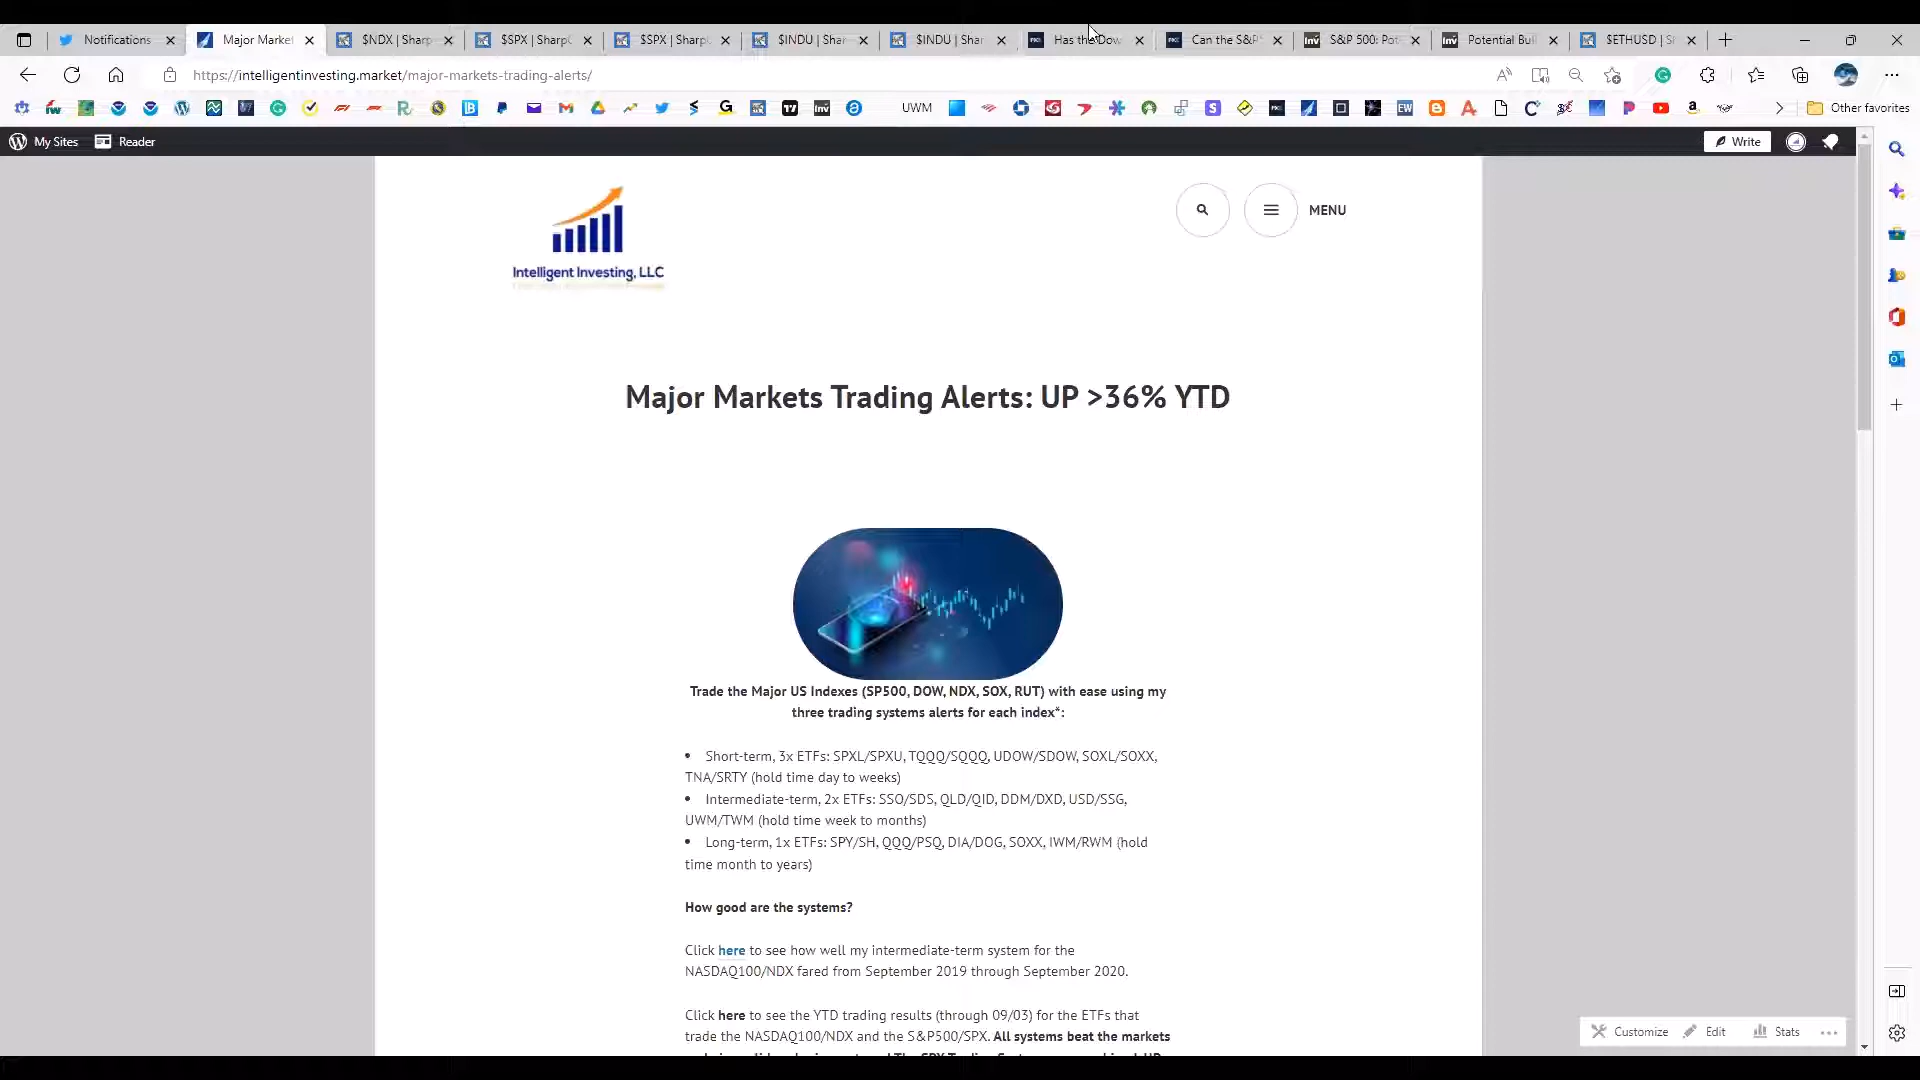 Notifications
Major Market
$NDX | Sharp
$SPX | Sharp
$SPX | Sharp
$INDU | Shar
$INDU | Shar
Has the Dow
Can the S&P
S&P 500: Pot
Potential Bul
$ETHUSD | S
https://intelligentinvesting.market/major-markets-trading-alerts/
UWM
Other favorites
My Sites
Reader
Write
MENU
Intelligent Investing, LLC
Major Markets Trading Alerts: UP >36% YTD
Trade the Major US Indexes (SP500, DOW, NDX, SOX, RUT) with ease using my
three trading systems alerts for each index*:
• Short-term, 3x ETFs: SPXL/SPXU, TQQQ/SQQQ, UDOW/SDOW, SOXL/SOXX,
TNA/SRTY (hold time day to weeks)
• Intermediate-term, 2x ETFs: SSO/SDS, QLD/QID, DDM/DXD, USD/SSG,
UWM/TWM (hold time week to months)
• Long-term, 1x ETFs: SPY/SH, QQQ/PSQ, DIA/DOG, SOXX, IWM/RWM (hold
time month to years)
How good are the systems?
Click here to see how well my intermediate-term system for the
NASDAQ100/NDX fared from September 2019 through September 2020.
Click here to see the YTD trading results (through 09/03) for the ETFs that
trade the NASDAQ100/NDX and the S&P500/SPX. All systems beat the markets
Customize
Edit
Stats